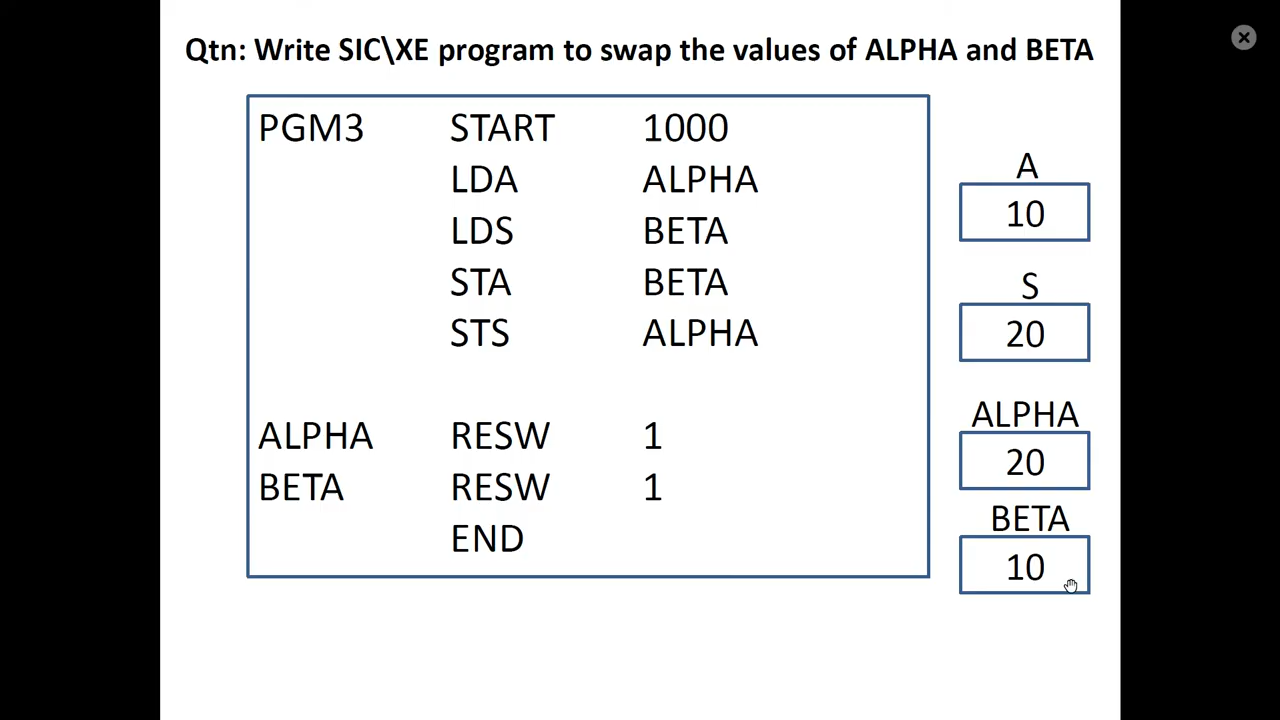 Qtn: Write SIC\XE program to swap the values of ALPHA and BETA
PGM3 START 1000
LDA ALPHA
LDS BETA
STA BETA
STS ALPHA
ALPHA RESW 1
BETA RESW 1
END
A
10
S
20
ALPHA
20
BETA
10